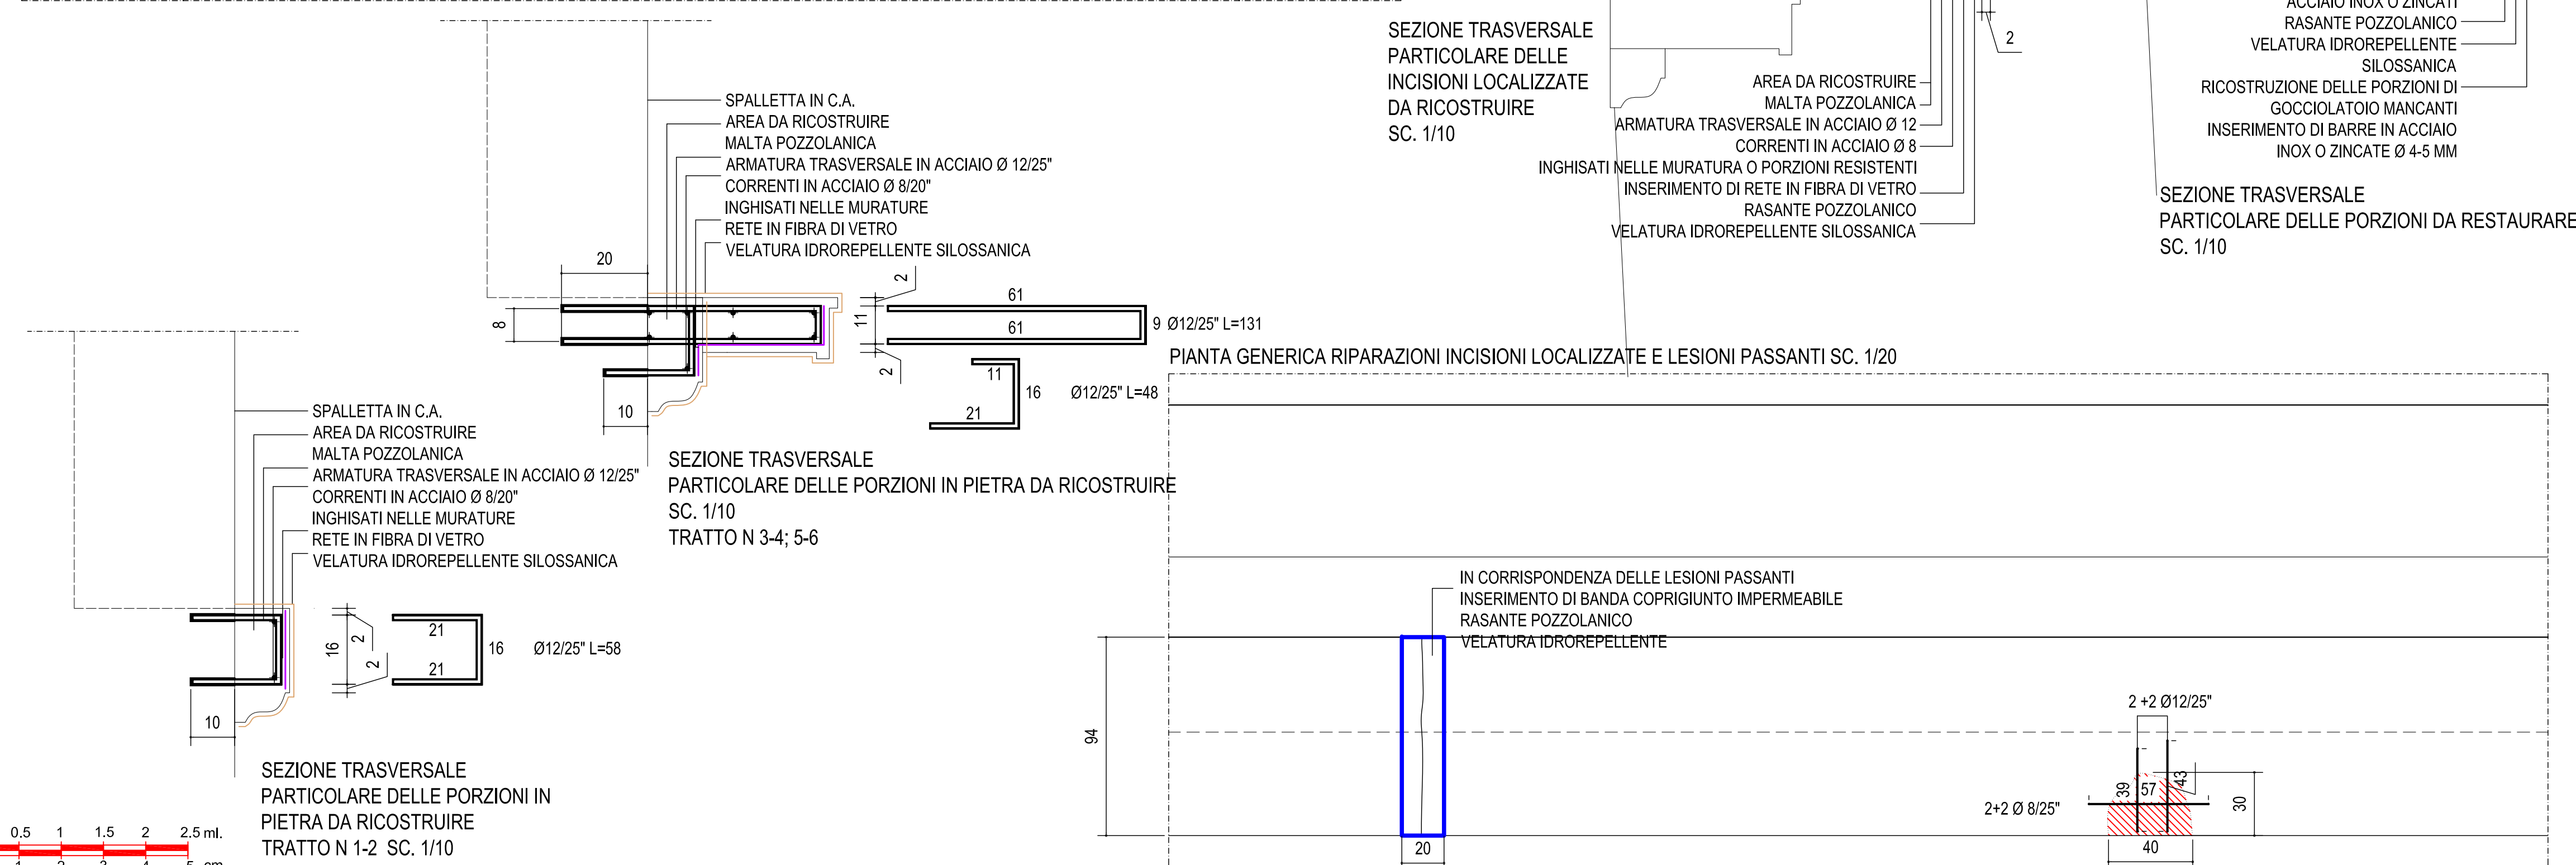 SEZIONE TRASVERSALE
PARTICOLARE DELLE
INCISIONI LOCALIZZATE
DA RICOSTRUIRE
SC. 1/10
AREA DA RICOSTRUIRE
MALTA POZZOLANICA
ARMATURA TRASVERSALE IN ACCIAIO Ø 12
CORRENTI IN ACCIAIO Ø 8
INGHISATI NELLE MURATURA O PORZIONI RESISTENTI
INSERIMENTO DI RETE IN FIBRA DI VETRO
RASANTE POZZOLANICO
VELATURA IDROREPELLENTE SILOSSANICA
2
ACCIAIO INOX O ZINCATI
RASANTE POZZOLANICO
VELATURA IDROREPELLENTE
SILOSSANICA
RICOSTRUZIONE DELLE PORZIONI DI
GOCCIOLATOIO MANCANTI
INSERIMENTO DI BARRE IN ACCIAIO
INOX O ZINCATE Ø 4-5 MM
SEZIONE TRASVERSALE
PARTICOLARE DELLE PORZIONI DA RESTAURARE
SC. 1/10
SPALLETTA IN C.A.
AREA DA RICOSTRUIRE
MALTA POZZOLANICA
ARMATURA TRASVERSALE IN ACCIAIO Ø 12/25"
CORRENTI IN ACCIAIO Ø 8/20"
INGHISATI NELLE MURATURE
RETE IN FIBRA DI VETRO
VELATURA IDROREPELLENTE SILOSSANICA
20
8
10
2
11
2
61
61
9 Ø12/25" L=131
11
16 Ø12/25" L=48
21
SEZIONE TRASVERSALE
PARTICOLARE DELLE PORZIONI IN PIETRA DA RICOSTRUIRE
SC. 1/10
TRATTO N 3-4; 5-6
SPALLETTA IN C.A.
AREA DA RICOSTRUIRE
MALTA POZZOLANICA
ARMATURA TRASVERSALE IN ACCIAIO Ø 12/25"
CORRENTI IN ACCIAIO Ø 8/20"
INGHISATI NELLE MURATURE
RETE IN FIBRA DI VETRO
VELATURA IDROREPELLENTE SILOSSANICA
16
2
2
21
21
16 Ø12/25" L=58
10
SEZIONE TRASVERSALE
PARTICOLARE DELLE PORZIONI IN
PIETRA DA RICOSTRUIRE
TRATTO N 1-2 SC. 1/10
0.5 1 1.5 2 2.5 ml.
1 2 3 4 5 cm
PIANTA GENERICA RIPARAZIONI INCISIONI LOCALIZZATE E LESIONI PASSANTI SC. 1/20
IN CORRISPONDENZA DELLE LESIONI PASSANTI
INSERIMENTO DI BANDA COPRIGIUNTO IMPERMEABILE
RASANTE POZZOLANICO
VELATURA IDROREPELLENTE
94
20
2 +2 Ø12/25"
39
57
43
30
2+2 Ø 8/25"
40